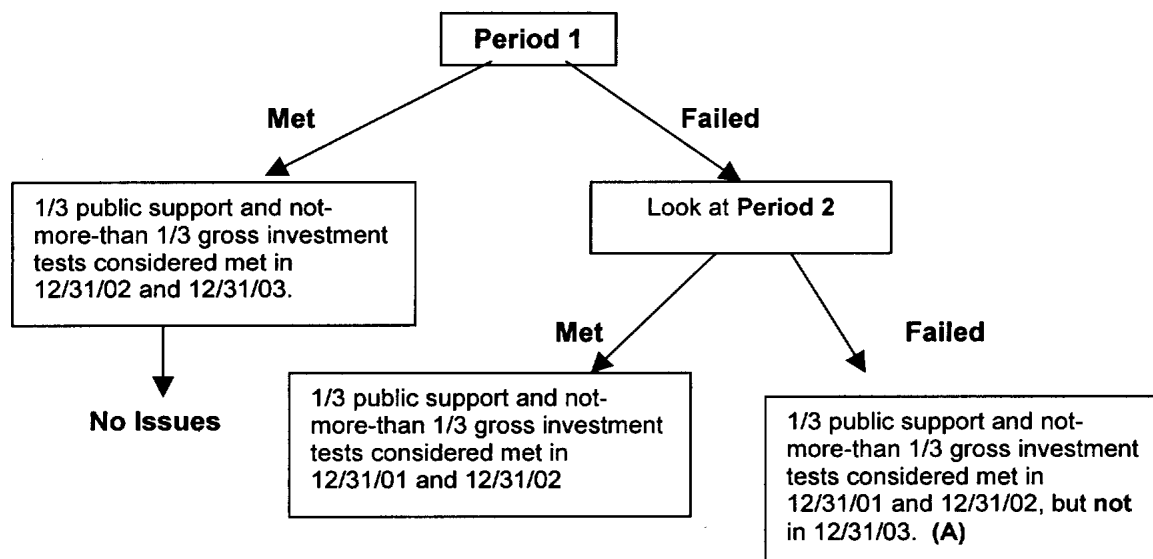 Period 1
Met
Failed
1/3 public support and not-
more-than 1/3 gross investment
tests considered met in
12/31/02 and 12/31/03.
Look at Period 2
No Issues
Met
Failed
1/3 public support and not-
more-than 1/3 gross investment
tests considered met in
12/31/01 and 12/31/02
1/3 public support and not-
more-than 1/3 gross investment
tests considered met in
12/31/01 and 12/31/02, but not
in 12/31/03. (A)